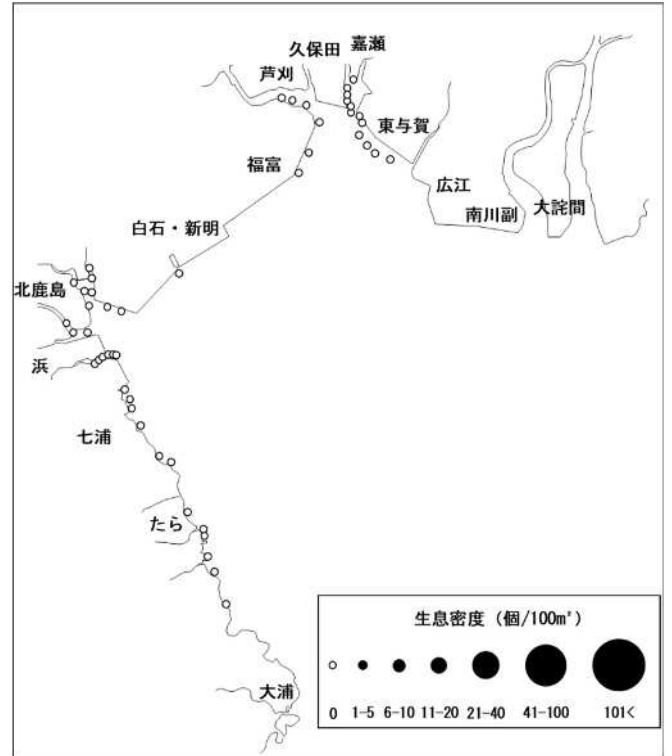 久保田
嘉瀬
芦刈
東与賀
福富
広江
南川副
大詫間
白石・新明
北鹿島
浜
七浦
たら
大浦
生息密度（個/100m²）
0 1-5 6-10 11-20 21-40 41-100 101<